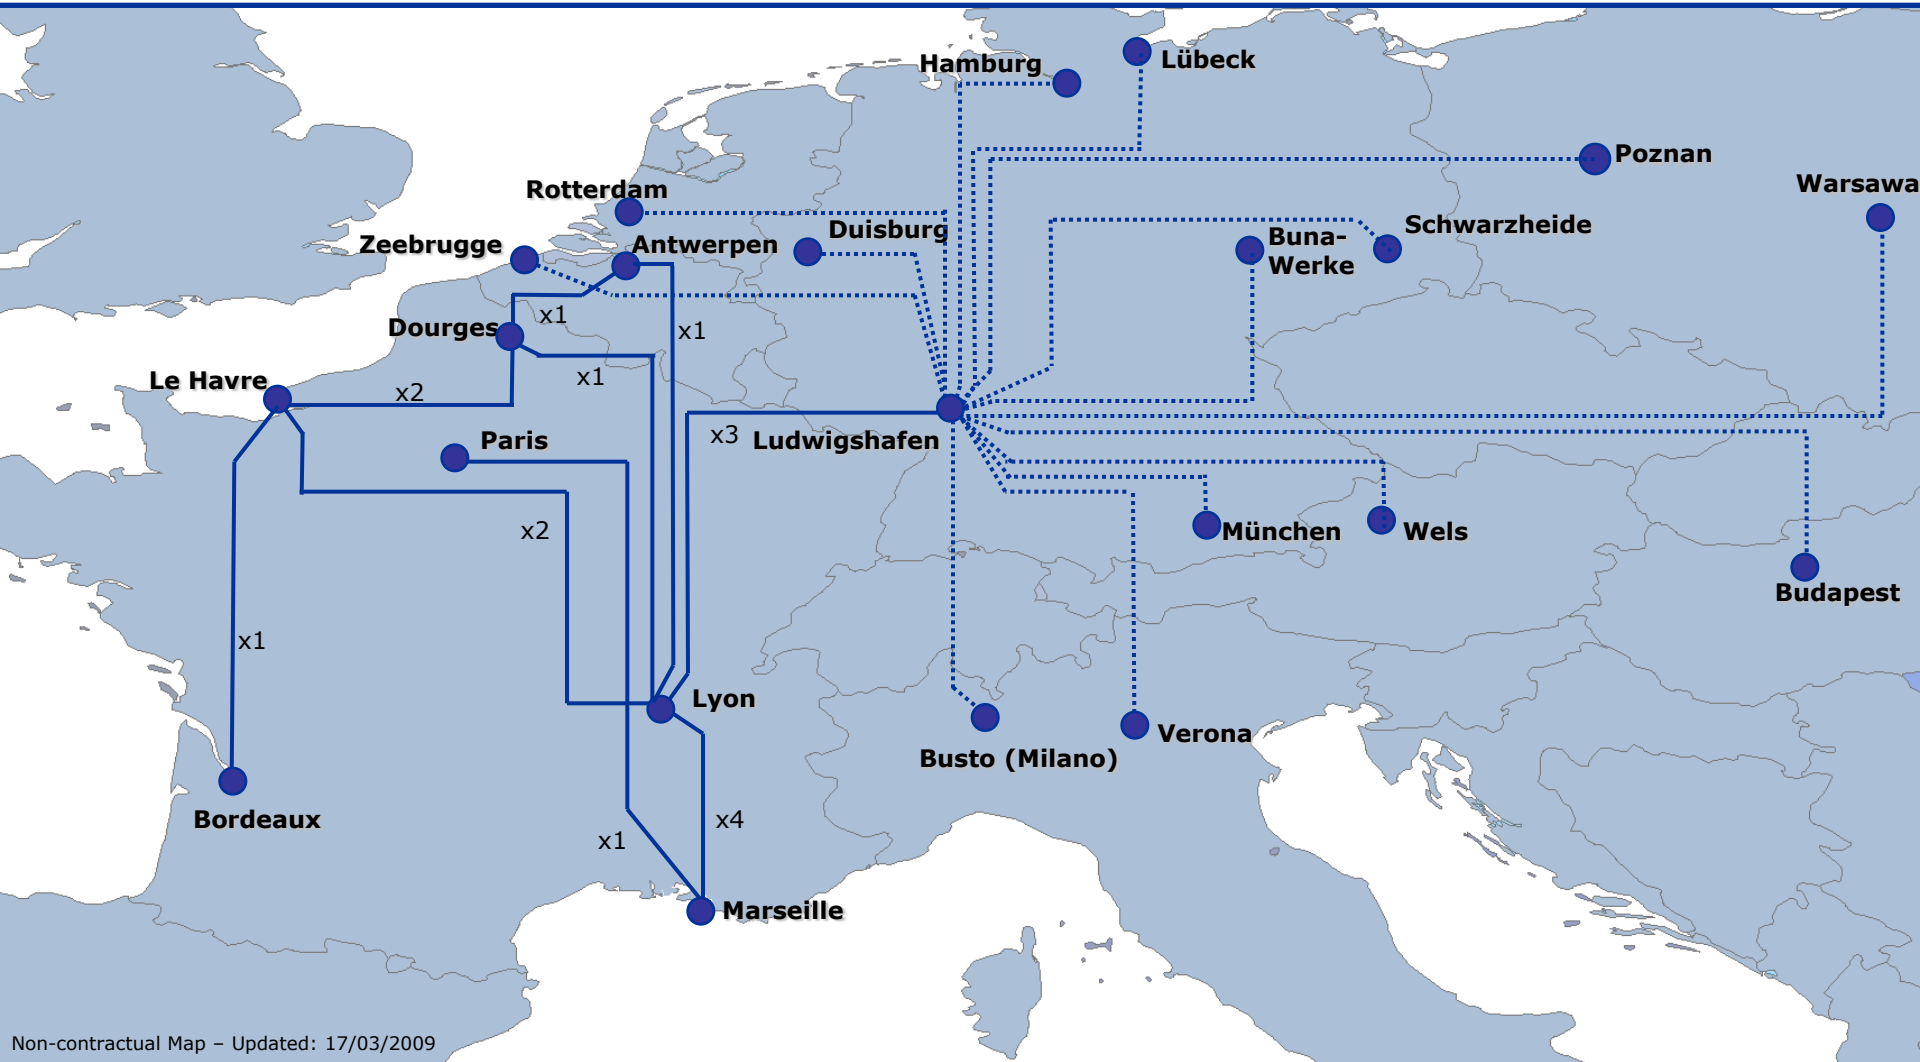 Hamburg
Lübeck
Poznan
Warsawa
Rotterdam
Schwarzheide
Duisburg
Buna-
Werke
Zeebrugge
Antwerpen
x1
Dourges
x1
x1
Le Havre
x2
Paris
x3
Ludwigshafen
x2
München
Wels
Budapest
x1
Lyon
Verona
Busto (Milano)
Bordeaux
x4
x1
Marseille
Non-contractual Map – Updated: 17/03/2009